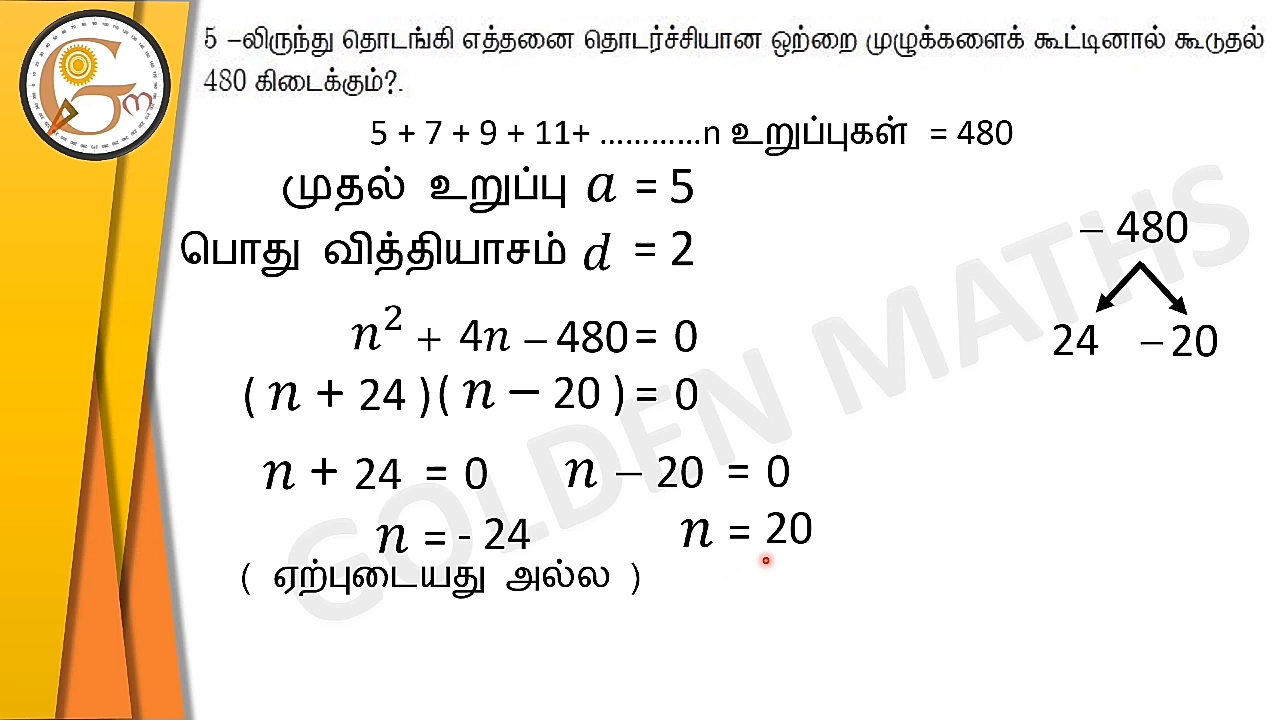 5 –லிருந்து தொடங்கி எத்தனை தொடர்ச்சியான ஒற்றை முழுக்களைக் கூட்டினால் கூடுதல்
480 கிடைக்கும்?.
5 + 7 + 9 + 11+ …………n உறுப்புகள் = 480
முதல் உறுப்பு a = 5
பொது வித்தியாசம் d = 2
– 480
24 – 20
n² + 4n – 480 = 0
( n + 24 ) ( n – 20 ) = 0
n + 24 = 0 n – 20 = 0
n = - 24 n = 20
( ஏற்புடையது அல்ல )
GOLDEN MATHS